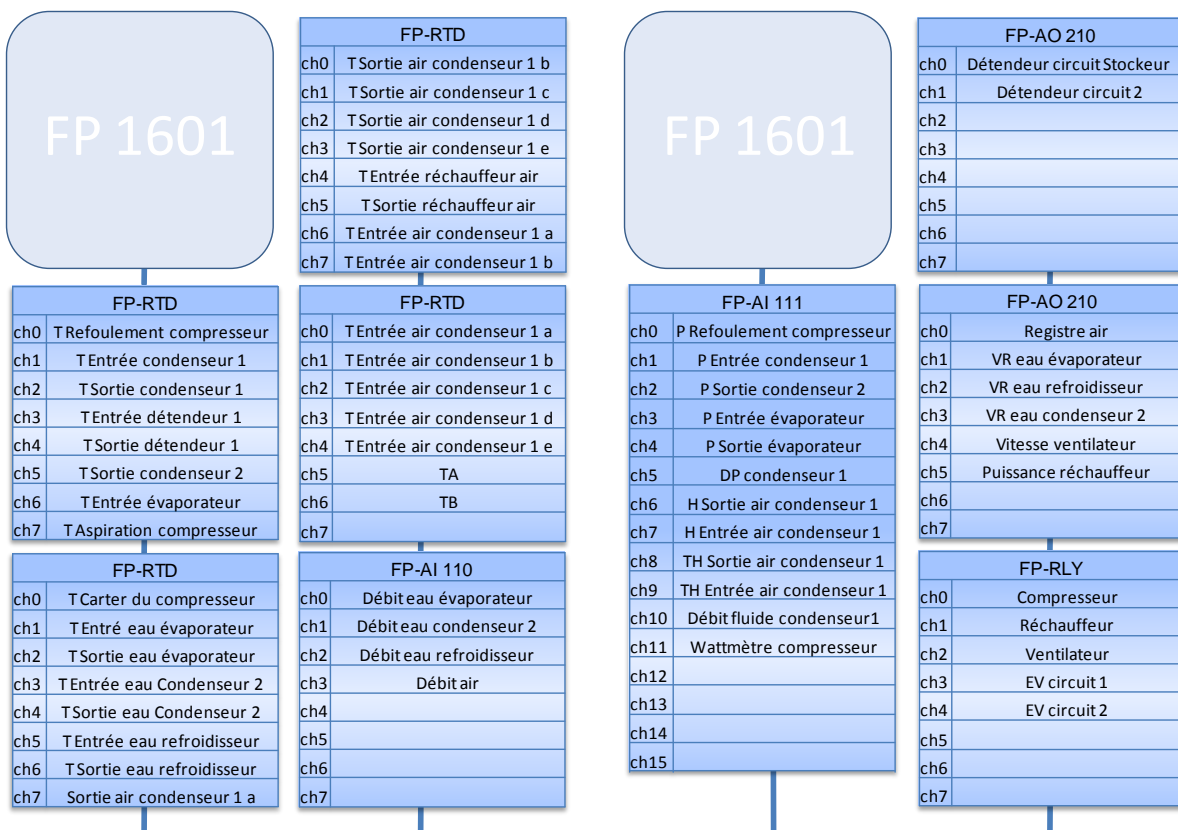 FP 1601
FP-RTD
ch0 T Refoulement compresseur
ch1 T Entrée condenseur 1
ch2 T Sortie condenseur 1
ch3 T Entrée détendeur 1
ch4 T Sortie détendeur 1
ch5 T Sortie condenseur 2
ch6 T Entrée évaporateur
ch7 T Aspiration compresseur
FP-RTD
ch0 T Carter du compresseur
ch1 T Entré eau évaporateur
ch2 T Sortie eau évaporateur
ch3 T Entrée eau Condenseur 2
ch4 T Sortie eau Condenseur 2
ch5 T Entrée eau refroidisseur
ch6 T Sortie eau refroidisseur
ch7 Sortie air condenseur 1 a
FP-RTD
ch0 T Sortie air condenseur 1 b
ch1 T Sortie air condenseur 1 c
ch2 T Sortie air condenseur 1 d
ch3 T Sortie air condenseur 1 e
ch4 T Entrée réchauffeur air
ch5 T Sortie réchauffeur air
ch6 T Entrée air condenseur 1 a
ch7 T Entrée air condenseur 1 b
FP-RTD
ch0 T Entrée air condenseur 1 a
ch1 T Entrée air condenseur 1 b
ch2 T Entrée air condenseur 1 c
ch3 T Entrée air condenseur 1 d
ch4 T Entrée air condenseur 1 e
ch5 TA
ch6 TB
ch7
FP-AI 110
ch0 Débit eau évaporateur
ch1 Débit eau condenseur 2
ch2 Débit eau refroidisseur
ch3 Débit air
ch4
ch5
ch6
ch7
FP 1601
FP-AI 111
ch0 P Refoulement compresseur
ch1 P Entrée condenseur 1
ch2 P Sortie condenseur 2
ch3 P Entrée évaporateur
ch4 P Sortie évaporateur
ch5 DP condenseur 1
ch6 H Sortie air condenseur 1
ch7 H Entrée air condenseur 1
ch8 TH Sortie air condenseur 1
ch9 TH Entrée air condenseur 1
ch10 Débit fluide condenseur1
ch11 Wattmètre compresseur
ch12
ch13
ch14
ch15
FP-AO 210
ch0 Détendeur circuit Stockeur
ch1 Détendeur circuit 2
ch2
ch3
ch4
ch5
ch6
ch7
FP-AO 210
ch0 Registre air
ch1 VR eau évaporateur
ch2 VR eau refroidisseur
ch3 VR eau condenseur 2
ch4 Vitesse ventilateur
ch5 Puissance réchauffeur
ch6
ch7
FP-RLY
ch0 Compresseur
ch1 Réchauffeur
ch2 Ventilateur
ch3 EV circuit 1
ch4 EV circuit 2
ch5
ch6
ch7